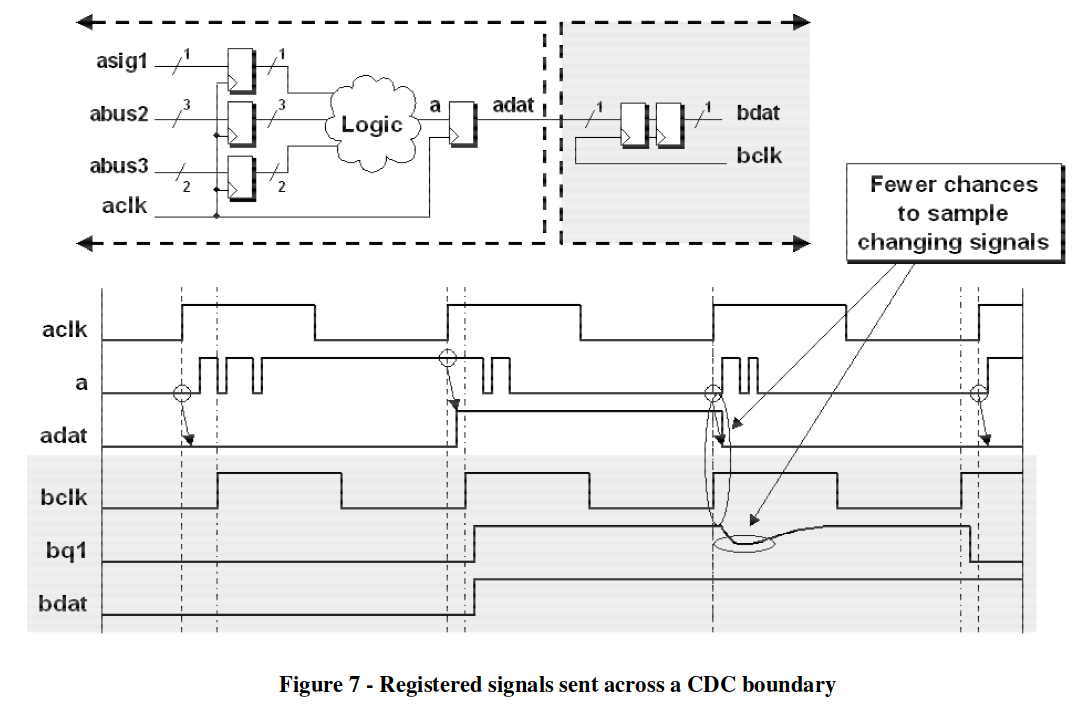 asig1
1
1
abus2
3
3
abus3
2
2
aclk
Logic
a
adat
1
1
bdat
bclk
Fewer chances
to sample
changing signals
aclk
a
adat
bclk
bq1
bdat
Figure 7 - Registered signals sent across a CDC boundary